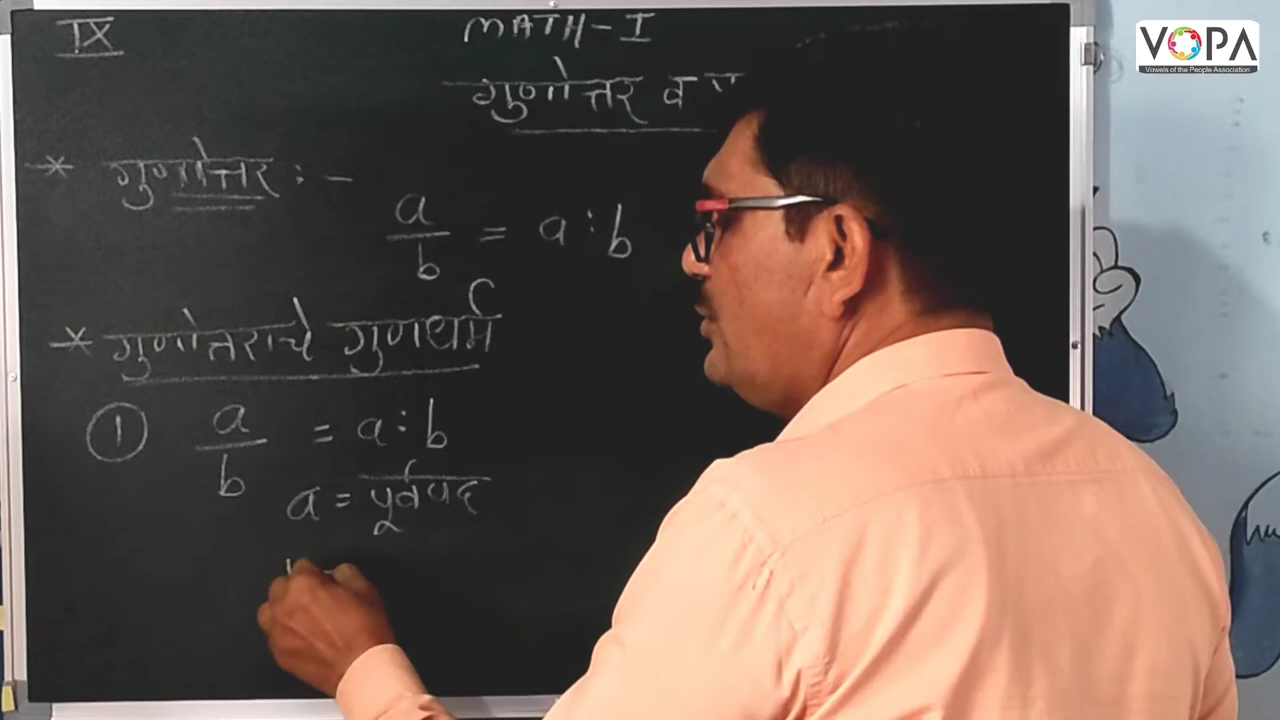 IX
MATH-I
गुणोत्तर व
VOPA
Vowels of the People Association
* गुणोत्तर :-
a/b = a:b
* गुणोत्तराचे गुणधर्म
① a/b = a:b
a = पूर्वपद